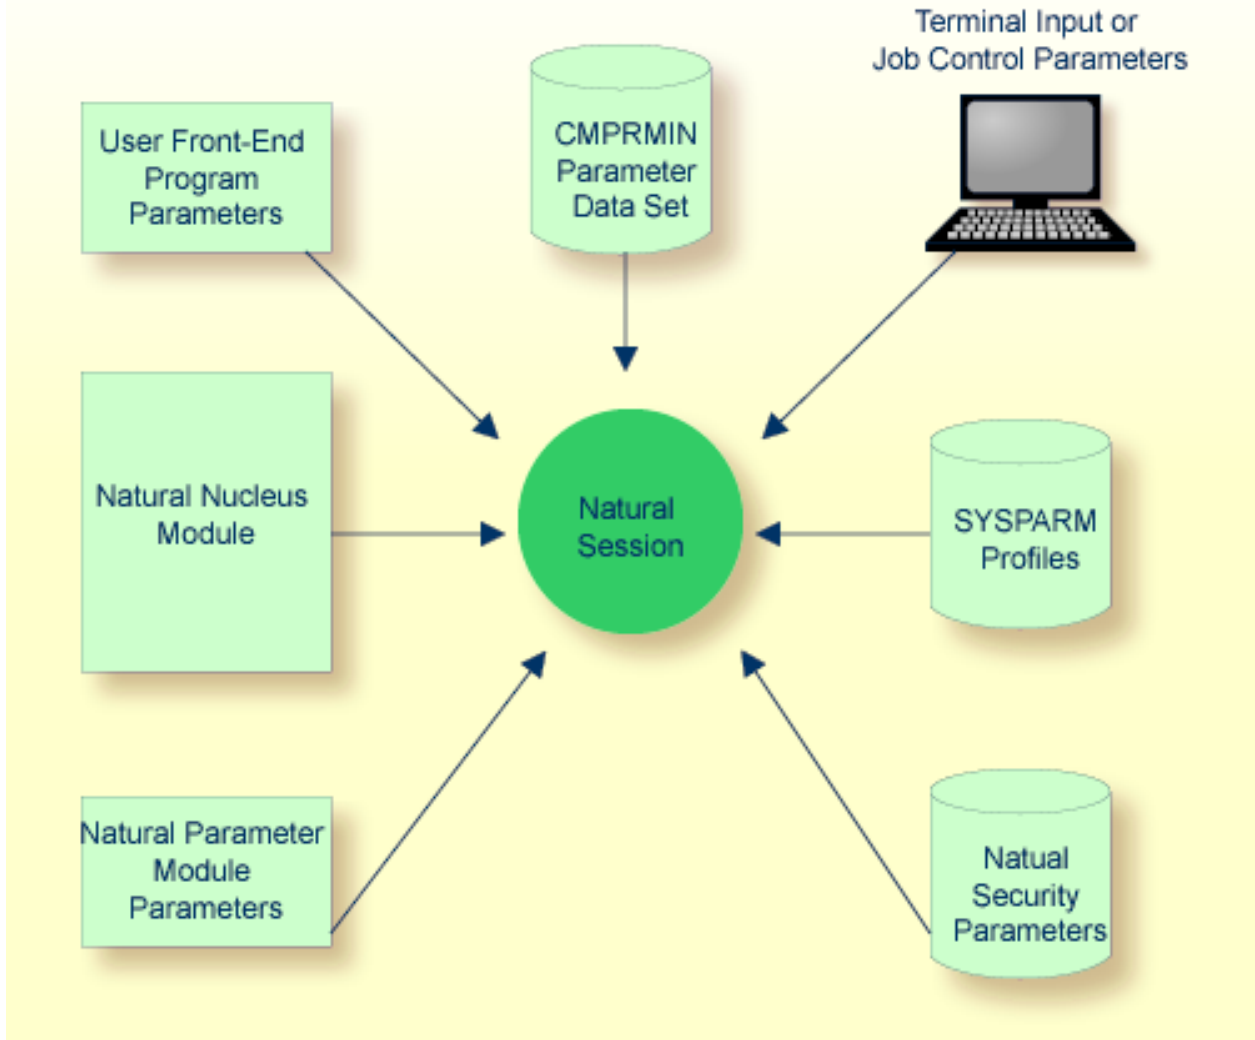 Terminal Input or
Job Control Parameters
User Front-End
Program
Parameters
CMPRMIN
Parameter
Data Set
Natural Nucleus
Module
Natural
Session
SYSPARM
Profiles
Natural Parameter
Module
Parameters
Natual
Security
Parameters